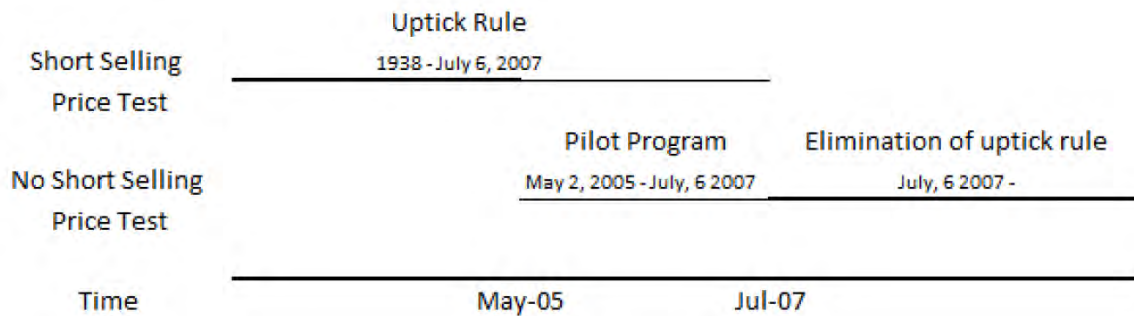 Uptick Rule
Short Selling
Price Test
1938 - July 6, 2007
Pilot Program
Elimination of uptick rule
No Short Selling
Price Test
May 2, 2005 - July, 6 2007
July, 6 2007 -
Time
May-05
Jul-07